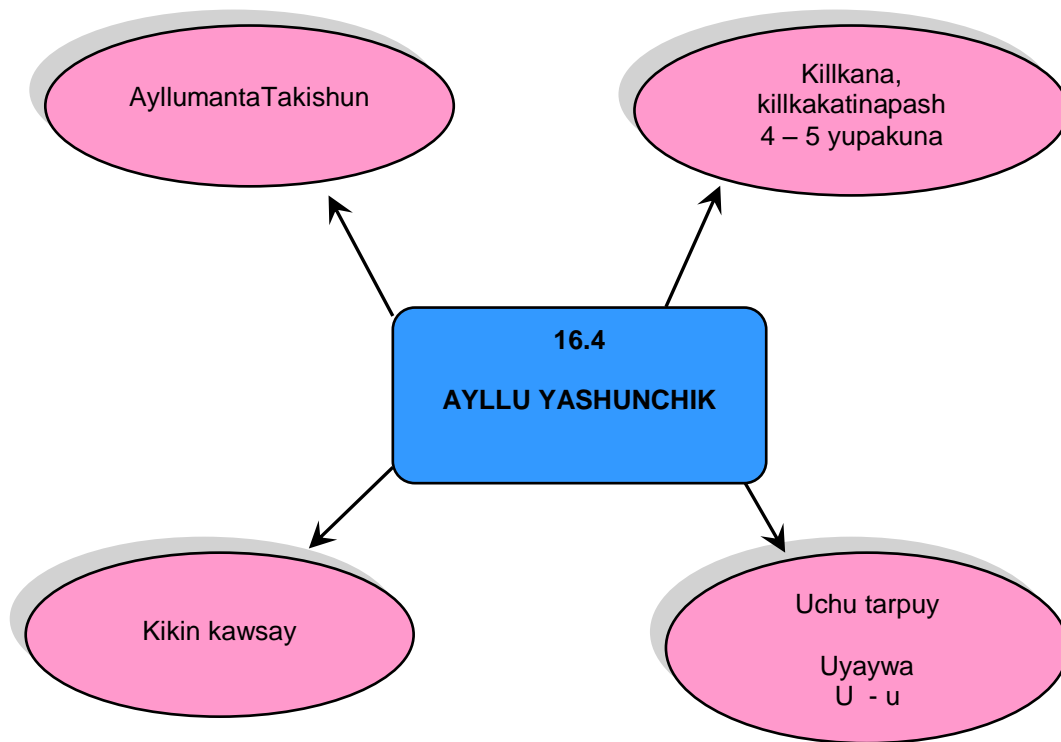 AyllumantaTakishun
Killkana,
killkakatinapash
4 – 5 yupakuna
16.4
AYLLU YASHUNCHIK
Kikin kawsay
Uchu tarpuy
Uyaywa
U - u